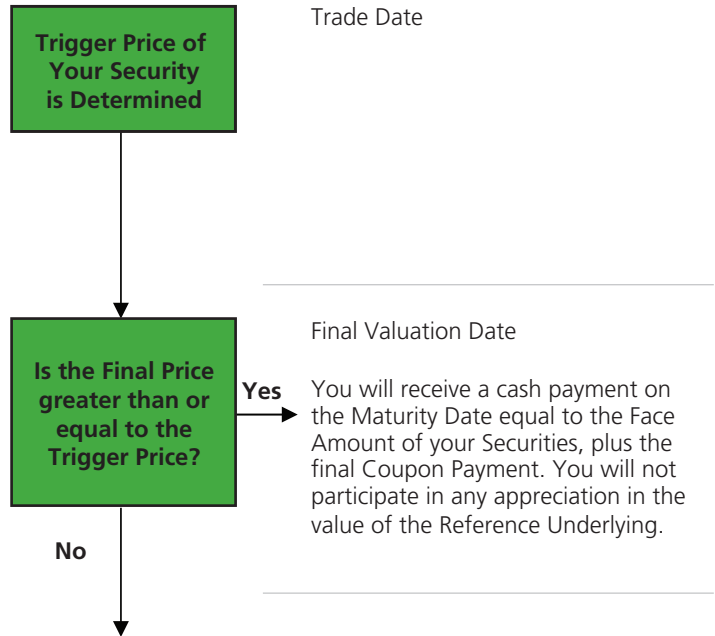 Trade Date
Trigger Price of
Your Security
is Determined
Final Valuation Date
Is the Final Price
greater than or
equal to the
Trigger Price?
Yes
You will receive a cash payment on
the Maturity Date equal to the Face
Amount of your Securities, plus the
final Coupon Payment. You will not
participate in any appreciation in the
value of the Reference Underlying.
No